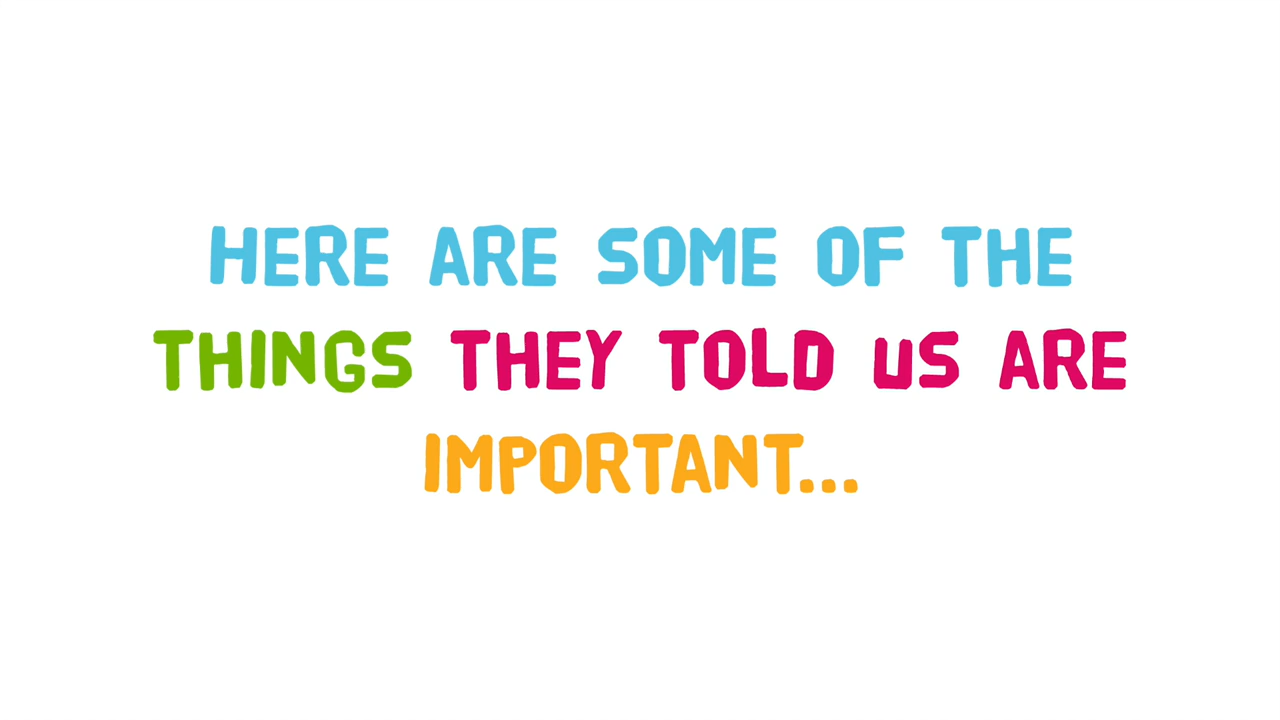 HERE ARE SOME OF THE
THINGS THEY TOLD US ARE
IMPORTANT...